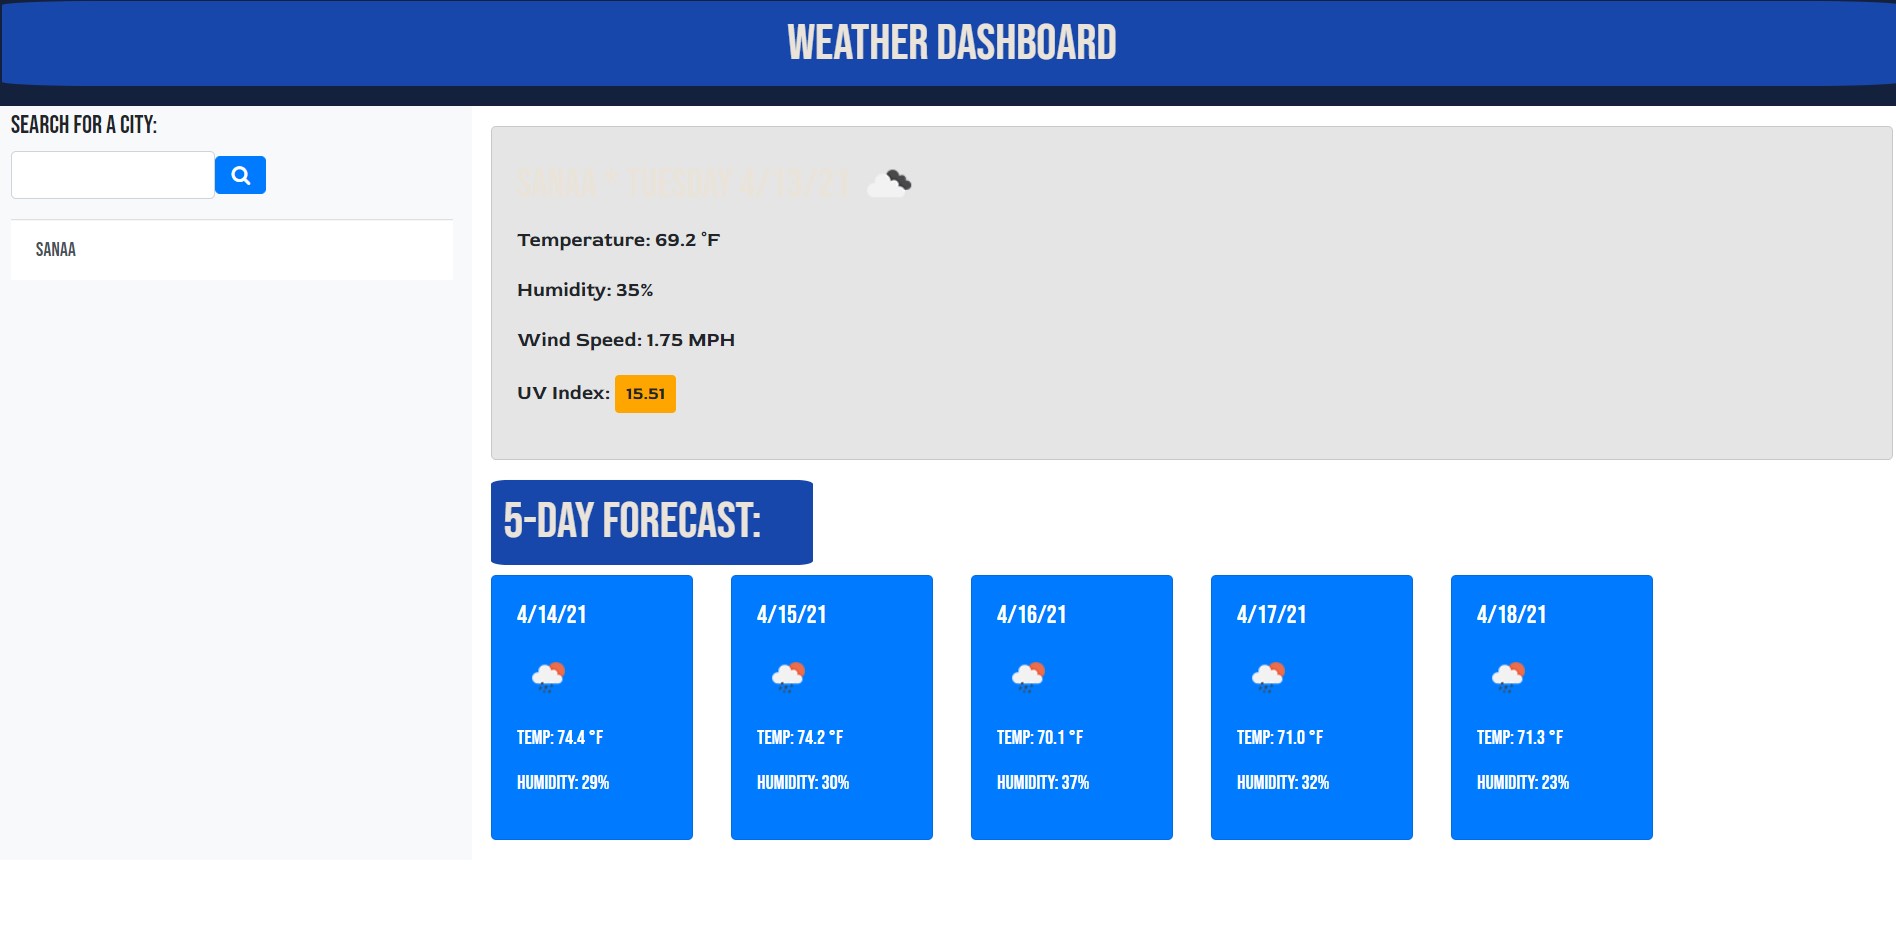 WEATHER DASHBOARD
SEARCH FOR A CITY:
SANAA
SANAA * TUESDAY 4/13/21
Temperature: 69.2 °F
Humidity: 35%
Wind Speed: 1.75 MPH
UV Index: 15.51
5-DAY FORECAST:
4/14/21
TEMP: 74.4 °F
HUMIDITY: 29%
4/15/21
TEMP: 74.2 °F
HUMIDITY: 30%
4/16/21
TEMP: 70.1 °F
HUMIDITY: 37%
4/17/21
TEMP: 71.0 °F
HUMIDITY: 32%
4/18/21
TEMP: 71.3 °F
HUMIDITY: 23%